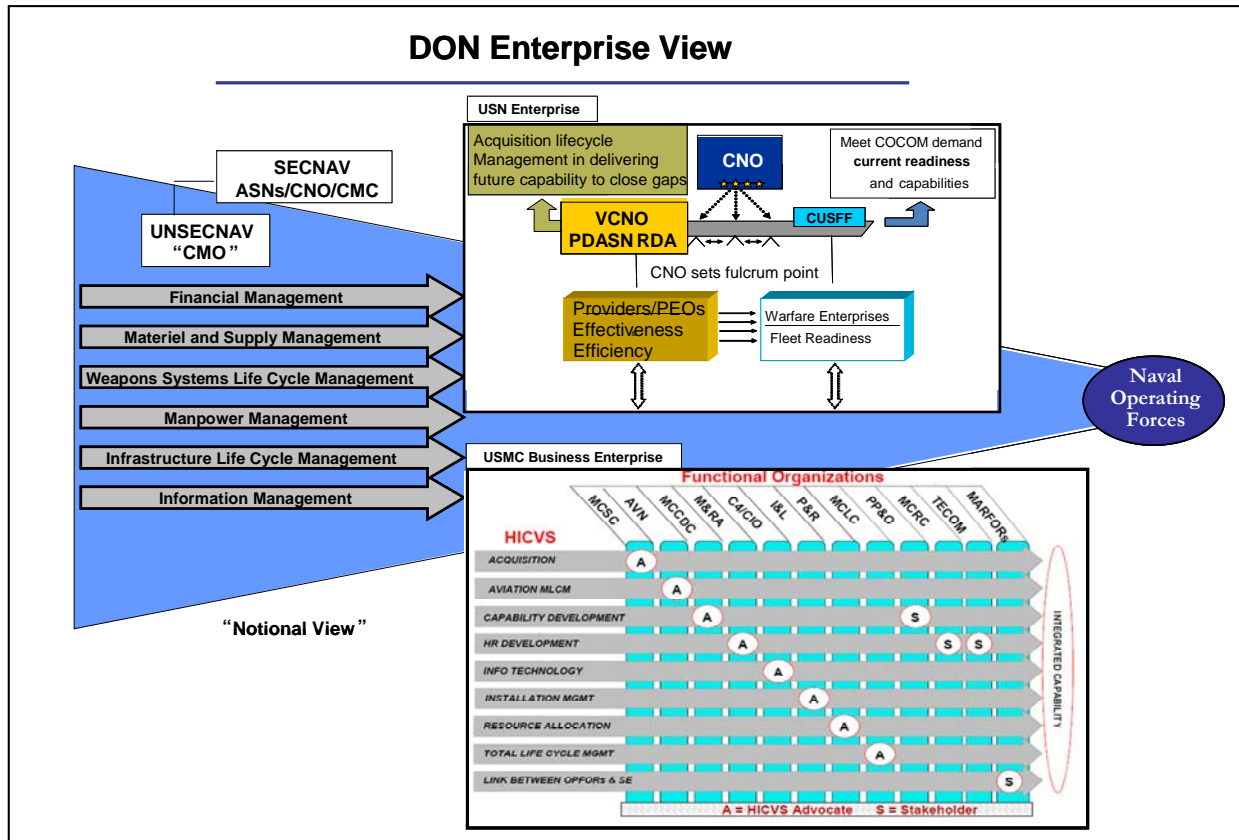 DON Enterprise View
USN Enterprise
Acquisition lifecycle
Management in delivering
future capability to close gaps
CNO
Meet COCOM demand
current readiness
and capabilities
SECNAV
ASNs/CNO/CMC
UNSECNAV
“CMO ”
VCNO
PDASN RDA
CUSFF
CNO sets fulcrum point
Financial Management
Materiel and Supply Management
Weapons Systems Life Cycle Management
Manpower Management
Infrastructure Life Cycle Management
Information Management
Providers/PEOs
Effectiveness
Efficiency
Warfare Enterprises
Fleet Readiness
Naval
Operating
Forces
USMC Business Enterprise
Functional Organizations
MCSC
AVN
MCCDC
M&RA
C4/CIO
I&L
P&R
MCLC
PP&O
MCRC
TECOM
MARFORs
HICVS
ACQUISITION
A
AVIATION MLCM
A
CAPABILITY DEVELOPMENT
A
S
HR DEVELOPMENT
A
S
S
INFO TECHNOLOGY
A
INSTALLATION MGMT
A
RESOURCE ALLOCATION
A
TOTAL LIFE CYCLE MGMT
A
LINK BETWEEN OPFORs & SE
S
INTEGRATED CAPABILITY
A = HICVS Advocate S = Stakeholder
“Notional View”